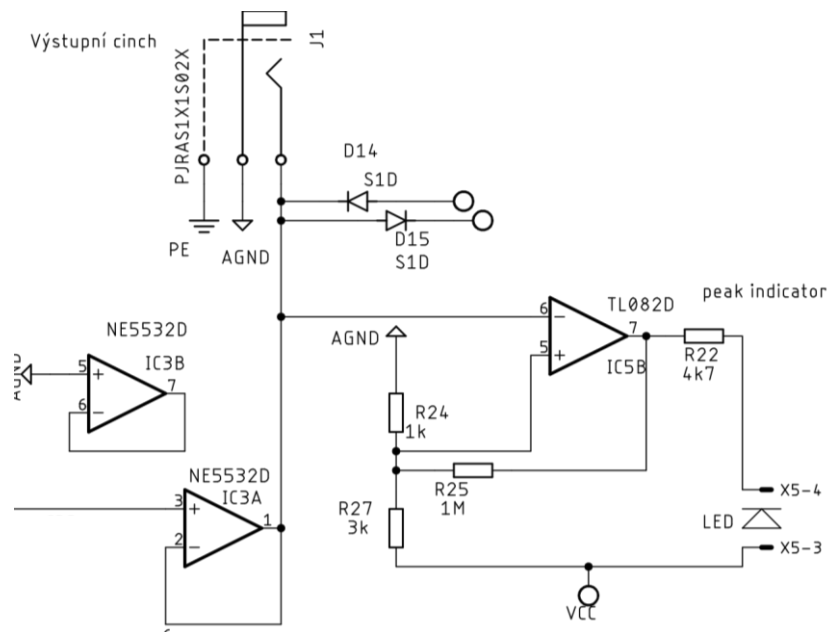 Výstupní cinch
J1
PJRAS1X1S02X
D14
S1D
PE
AGND
D15
S1D
NE5532D
AGND
5
+
IC3B
7
6
−
AGND
TL082D
peak indicator
6
−
7
5
+
IC5B
R22
4k7
R24
1k
NE5532D
IC3A
3
+
1
2
−
R25
1M
R27
3k
X5-4
LED
X5-3
VCC